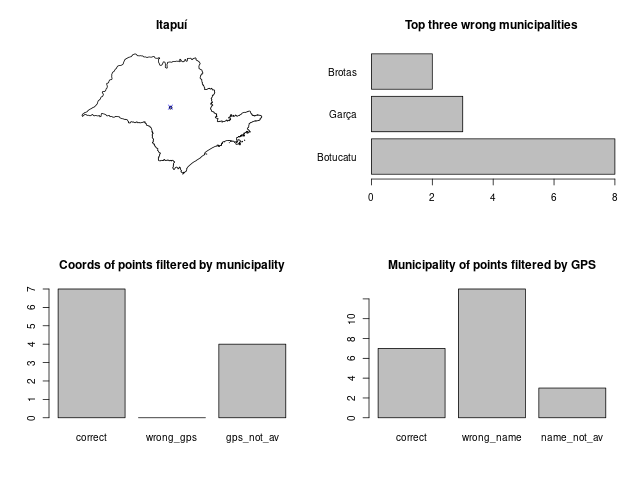 Itapuí
Top three wrong municipalities
Brotas
Garça
Botucatu
0 2 4 6 8
Coords of points filtered by municipality
7
6
5
4
3
2
1
0
correct wrong_gps gps_not_av
Municipality of points filtered by GPS
10
8
6
4
2
0
correct wrong_name name_not_av